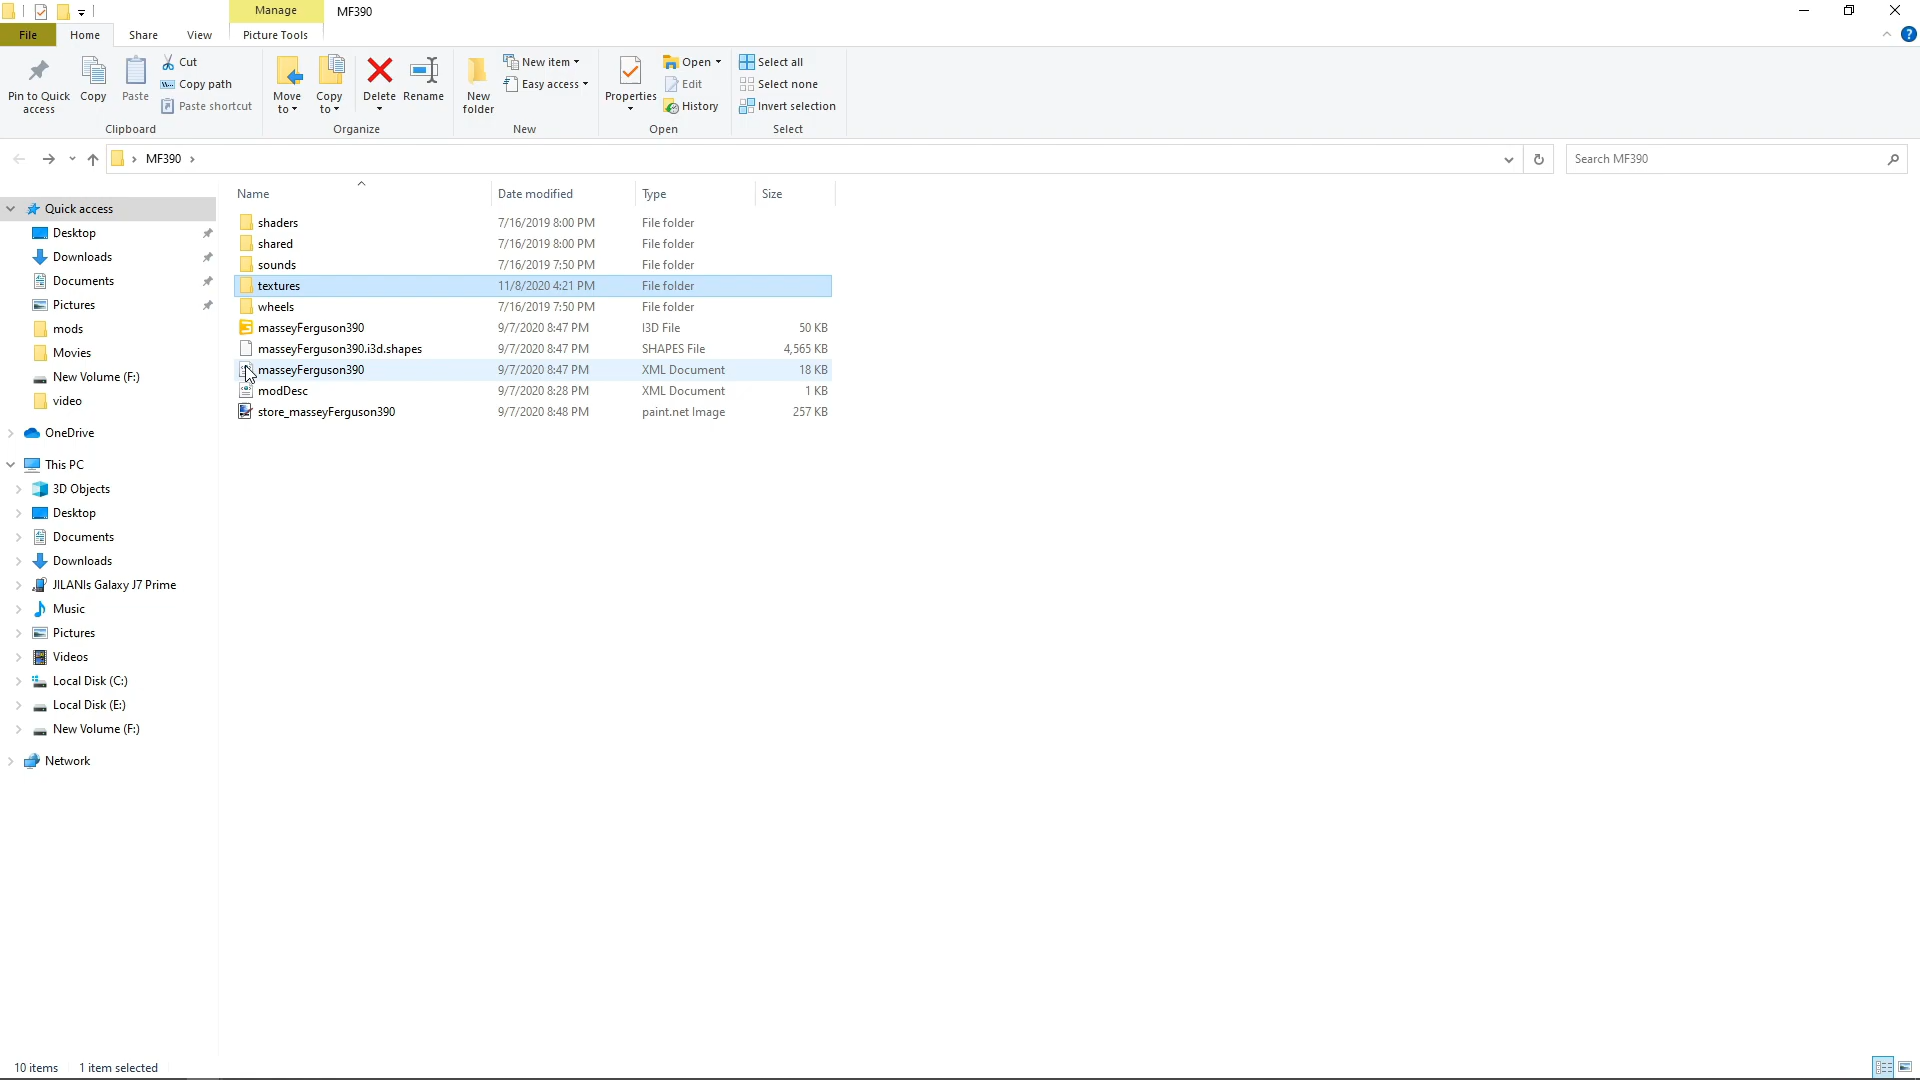 Manage MF390
File Home Share View Picture Tools
Pin to Quick access
Copy
Paste
Cut
Copy path
Paste shortcut
Clipboard
Move to
Copy to
Delete
Rename
Organize
New folder
New item
Easy access
New
Properties
Open
Edit
History
Open
Select all
Select none
Invert selection
Select
MF390
Search MF390
Name Date modified Type Size
shaders 7/16/2019 8:00 PM File folder
shared 7/16/2019 8:00 PM File folder
sounds 7/16/2019 7:50 PM File folder
textures 11/8/2020 4:21 PM File folder
wheels 7/16/2019 7:50 PM File folder
masseyFerguson390 9/7/2020 8:47 PM I3D File 50 KB
masseyFerguson390.i3d.shapes 9/7/2020 8:47 PM SHAPES File 4,565 KB
masseyFerguson390 9/7/2020 8:47 PM XML Document 18 KB
modDesc 9/7/2020 8:28 PM XML Document 1 KB
store_masseyFerguson390 9/7/2020 8:48 PM paint.net Image 257 KB
Quick access
Desktop
Downloads
Documents
Pictures
mods
Movies
New Volume (F:)
video
OneDrive
This PC
3D Objects
Desktop
Documents
Downloads
JILANIs Galaxy J7 Prime
Music
Pictures
Videos
Local Disk (C:)
Local Disk (E:)
New Volume (F:)
Network
10 items 1 item selected